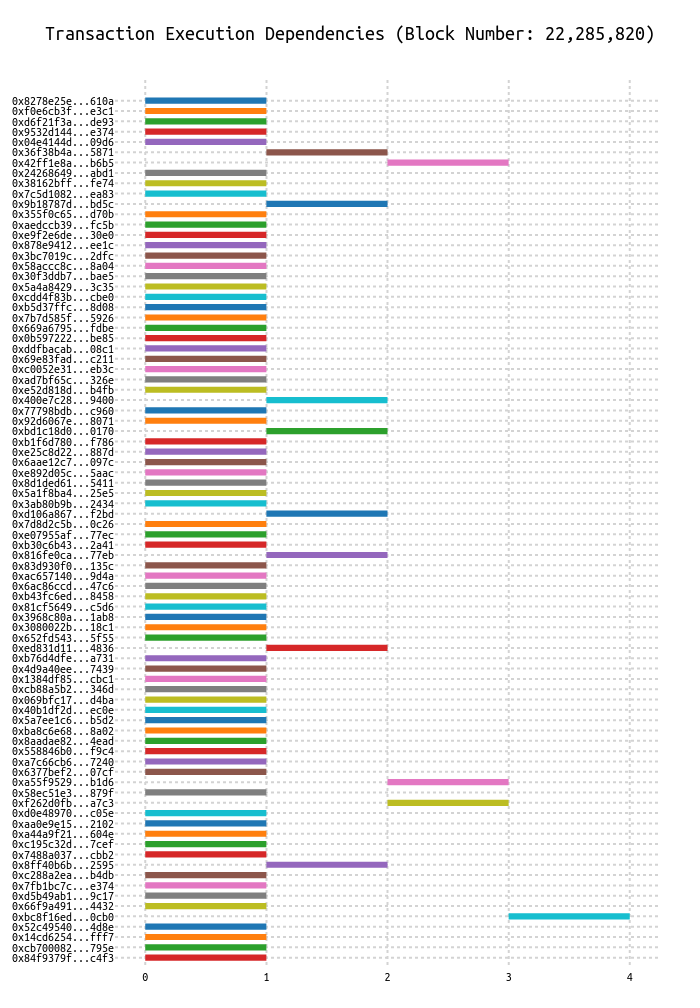 Transaction Execution Dependencies (Block Number: 22,285,820)
0x8278e25e...610a
0xf0e6cb3f...e3c1
0xd6f21f3a...de93
0x9532d144...e374
0x04e4144d...09d6
0x36f38b4a...5871
0x42ff1e8a...b6b5
0x24268649...abd1
0x38162bff...fe74
0x7c5d1082...ea83
0x9b18787d...bd5c
0x355f0c65...d70b
0xaedccb39...fc5b
0xe9f2e6de...30e0
0x878e9412...ee1c
0x3bc7019c...2dfc
0x58accc8c...8a04
0x30f3ddb7...bae5
0x5a4a8429...3c35
0xcdd4f83b...cbe0
0xb5d37ffc...8d08
0x7b7d585f...5926
0x669a6795...fdbe
0x0b597222...be85
0xddfbacab...08c1
0x69e83fad...c211
0xc0052e31...eb3c
0xad7bf65c...326e
0xe52d818d...b4fb
0x400e7c28...9400
0x77798bdb...c960
0x92d6067e...8071
0xbd1c18d0...0170
0xb1f6d780...f786
0xe25c8d22...887d
0x6aae12c7...097c
0xe892d05c...5aac
0x8d1ded61...5411
0x5a1f8ba4...25e5
0x3ab80b9b...2434
0xd106a867...f2bd
0x7d8d2c5b...0c26
0xe07955af...77ec
0xb30c6b43...2a41
0x816fe0ca...77eb
0x83d930f0...135c
0xac657140...9d4a
0x6ac86ccd...47c6
0xb43fc6ed...8458
0x81cf5649...c5d6
0x3968c80a...1ab8
0x3080022b...18c1
0x652fd543...5f55
0xed831d11...4836
0xb76d4dfe...a731
0x4d9a40ee...7439
0x1384df85...cbc1
0xcb88a5b2...346d
0x069bfc17...d4ba
0x40b1df2d...ec0e
0x5a7ee1c6...b5d2
0xba8c6e68...8a02
0x8aadae82...4ead
0x558846b0...f9c4
0xa7c66cb6...7240
0x6377bef2...07cf
0xa55f9529...b1d6
0x58ec51e3...879f
0xf262d0fb...a7c3
0xd0e48970...c05e
0xaa0e9e15...2102
0xa44a9f21...604e
0xc195c32d...7cef
0x7488a037...cbb2
0x8ff40b6b...2595
0xc288a2ea...b4db
0x7fb1bc7c...e374
0xd5b49ab1...9c17
0x66f9a491...4432
0xbc8f16ed...0cb0
0x52c49540...4d8e
0x14cd6254...fff7
0xcb700082...795e
0x84f9379f...c4f3
0 1 2 3 4